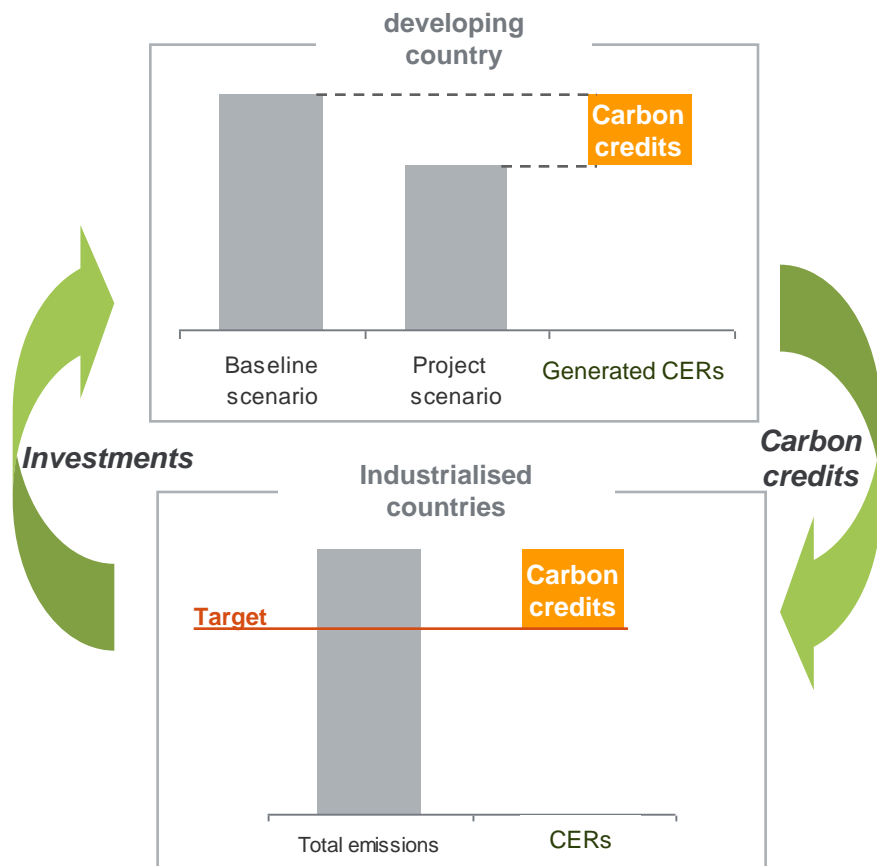 developing
country
Carbon
credits
Baseline
scenario
Project
scenario
Generated CERs
Investments
Carbon
credits
Industrialised
countries
Carbon
credits
Target
Total emissions
CERs